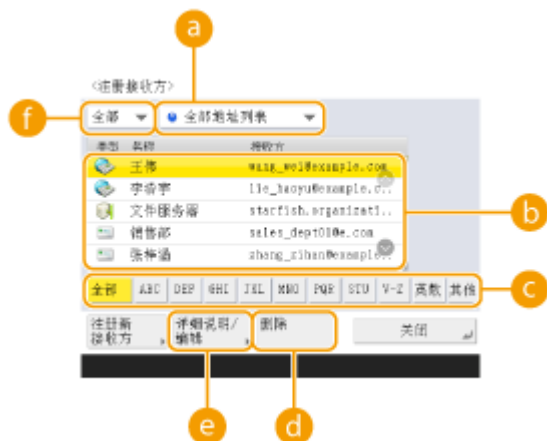 a
<注册接收方>
f
全部
全部地址列表
类型 名称 接收方
王伟 wang_wei@example.com
李浩宇 lie_haoyu@example.c..
文件服务器 starfish.organizati..
b
销售部 sales_dept01@e.com
张梓涵 zhang_zihan@example..
全部 ABC DEF GHI JKL MNO PQR STU V-Z 英数 其他
c
注册新
接收方
详细说明/
编辑
删除
关闭
e
d